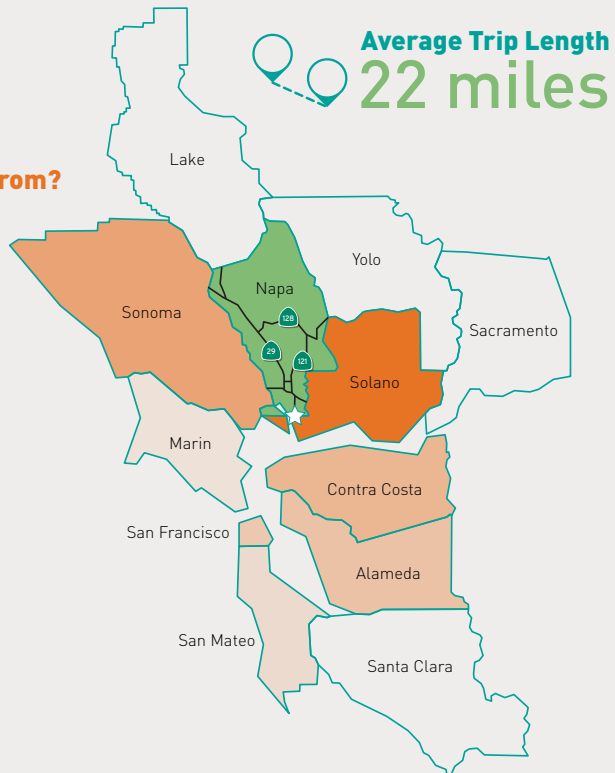 Average Trip Length
22 miles
Lake
rom?
Yolo
Napa
Sonoma
128
Sacramento
29
121
Solano
Marin
Contra Costa
San Francisco
Alameda
San Mateo
Santa Clara